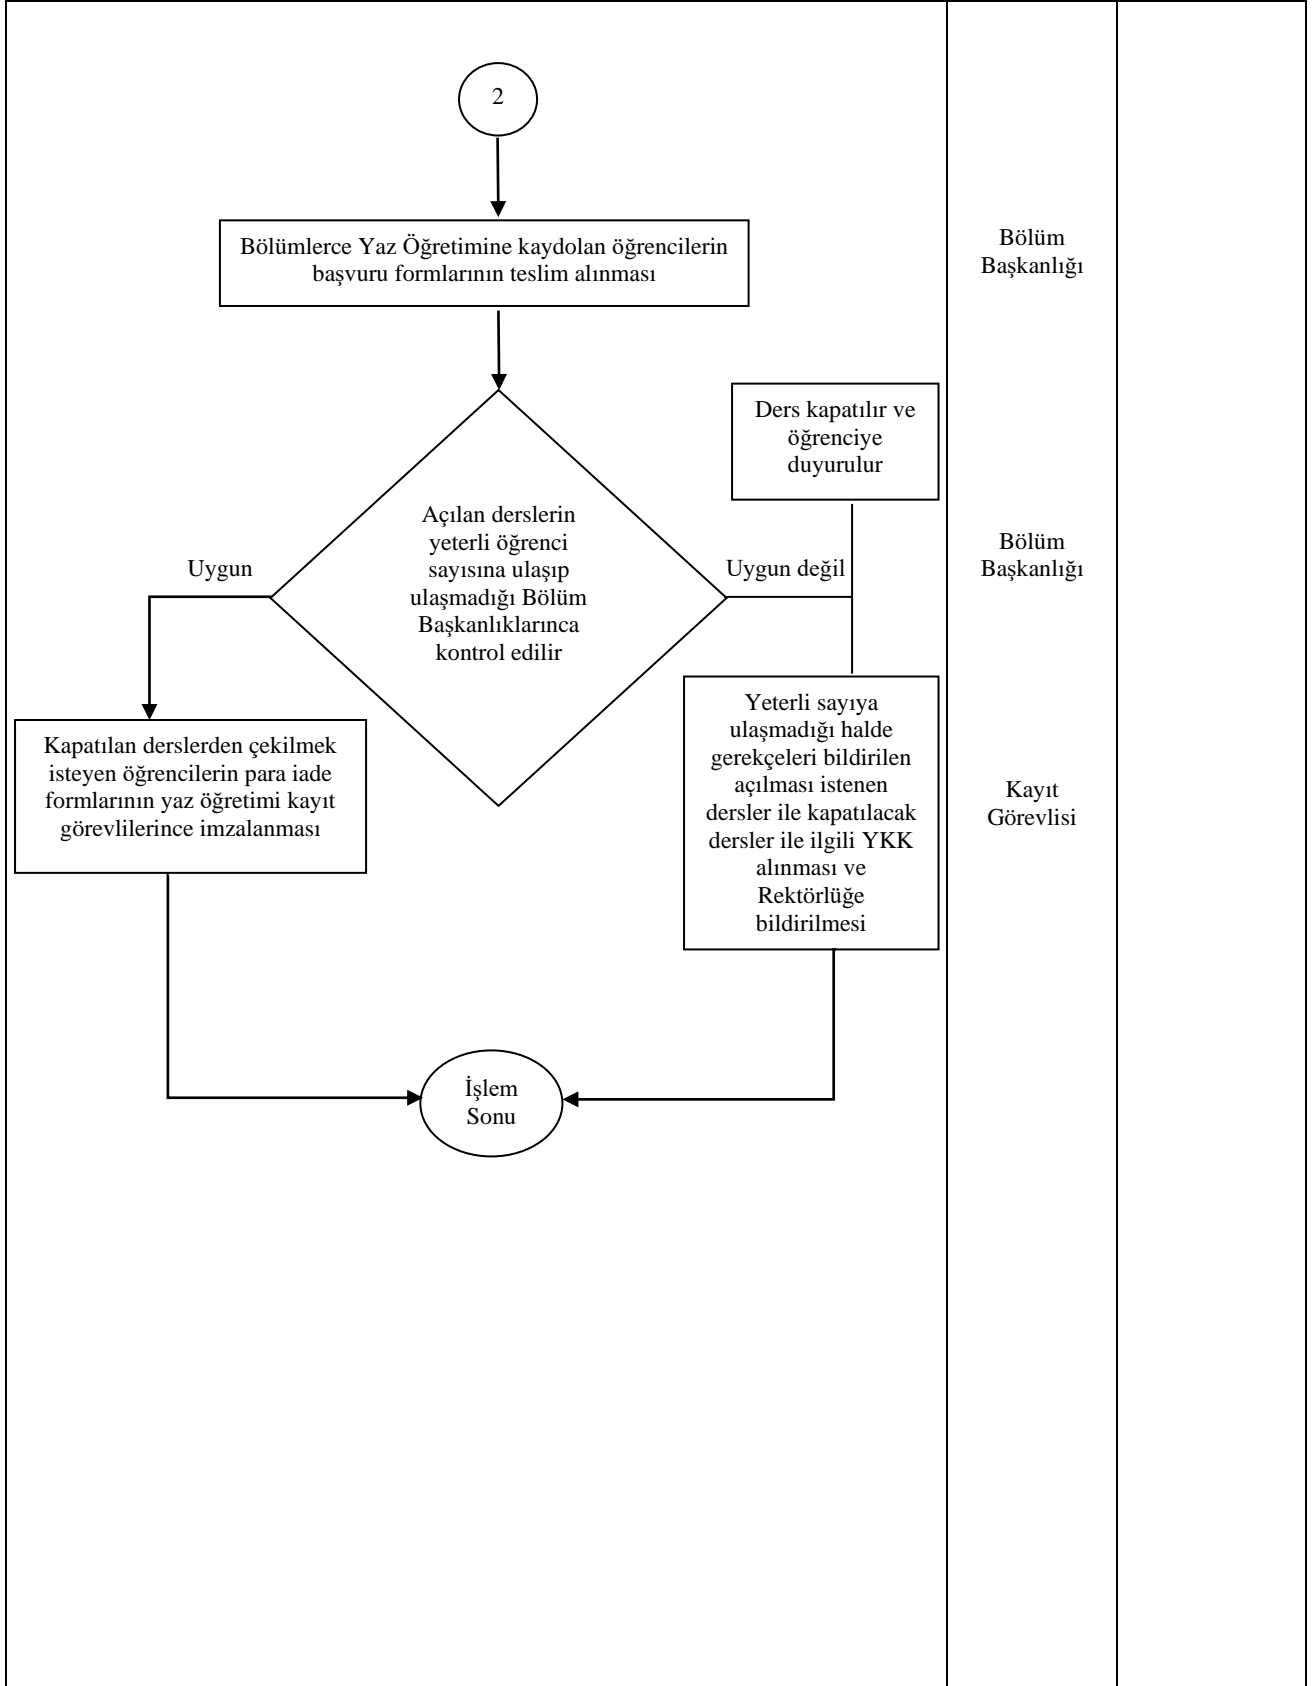 2
Bölümlerce Yaz Öğretimine kaydolan öğrencilerin
başvuru formlarının teslim alınması
Bölüm
Başkanlığı
Ders kapatılır ve
öğrenciye
duyurulur
Açılan derslerin
yeterli öğrenci
sayısına ulaşıp
ulaşmadığı Bölüm
Başkanlıklarınca
kontrol edilir
Uygun
Uygun değil
Bölüm
Başkanlığı
Kapatılan derslerden çekilmek
isteyen öğrencilerin para iade
formlarının yaz öğretimi kayıt
görevlilerince imzalanması
Yeterli sayıya
ulaşmadığı halde
gerekçeleri bildirilen
açılması istenen
dersler ile kapatılacak
dersler ile ilgili YKK
alınması ve
Rektörlüğe
bildirilmesi
Kayıt
Görevlisi
İşlem
Sonu